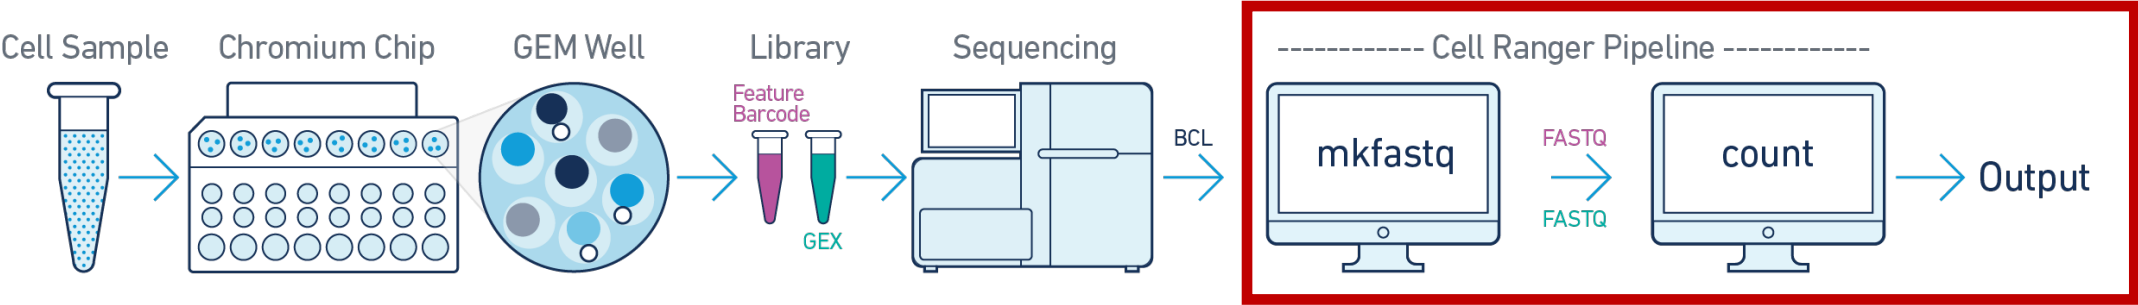 Cell Sample
Chromium Chip
GEM Well
Library
Sequencing
------------ Cell Ranger Pipeline ------------
Feature
Barcode
GEX
BCL
mkfastq
FASTQ
FASTQ
count
Output